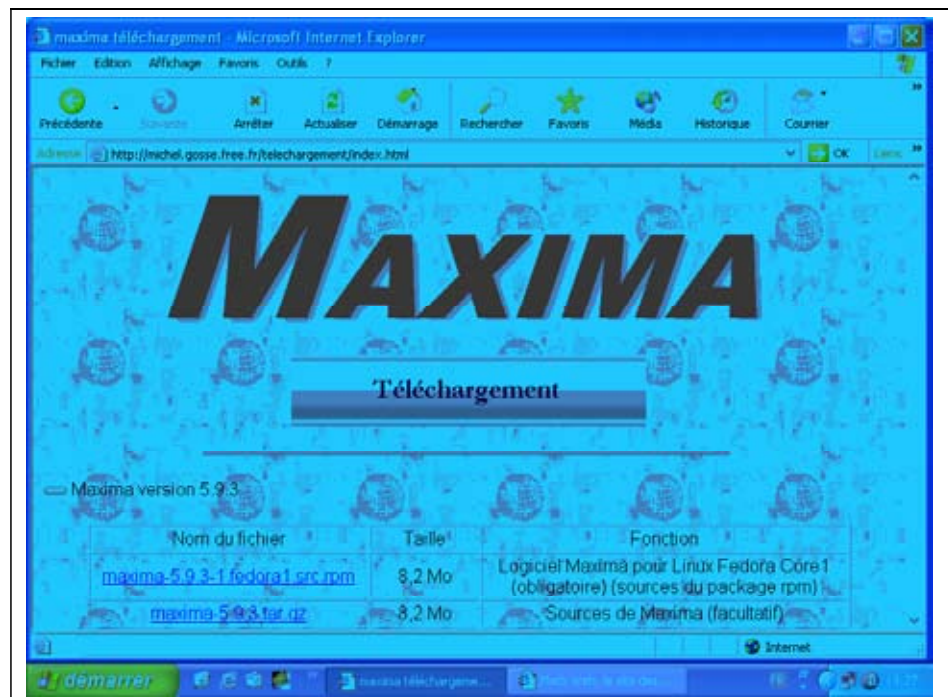 maxima téléchargement - Microsoft Internet Explorer
Fichier Edition Affichage Favoris Outils ?
Précédente Suivante Arrêter Actualiser Démarrage Rechercher Favoris Média Historique Courrier »
Adresse http://michel.gosse.free.fr/telechargement/index.html OK Liens »
MAXIMA
Téléchargement
Maxima version 5.9.3
Nom du fichier Taille Fonction
maxima-5.9.3-1.fedora1.src.rpm 8,2 Mo Logiciel Maxima pour Linux Fedora Core1
(obligatoire) (sources du package rpm)
maxima-5.9.3.tar.gz 8,2 Mo Sources de Maxima (facultatif)
Internet
démarrer maxima téléchargeme... FR